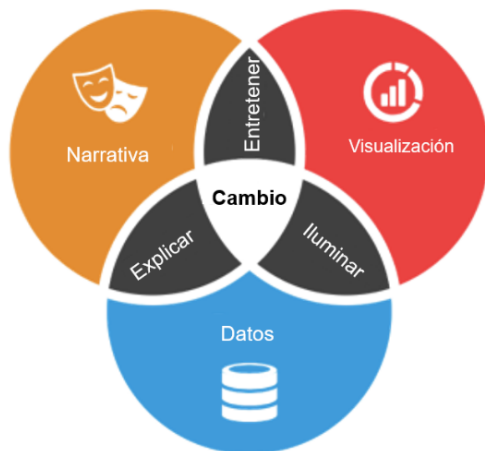 Entretener
Narrativa
Visualización
Cambio
Explicar
Iluminar
Datos